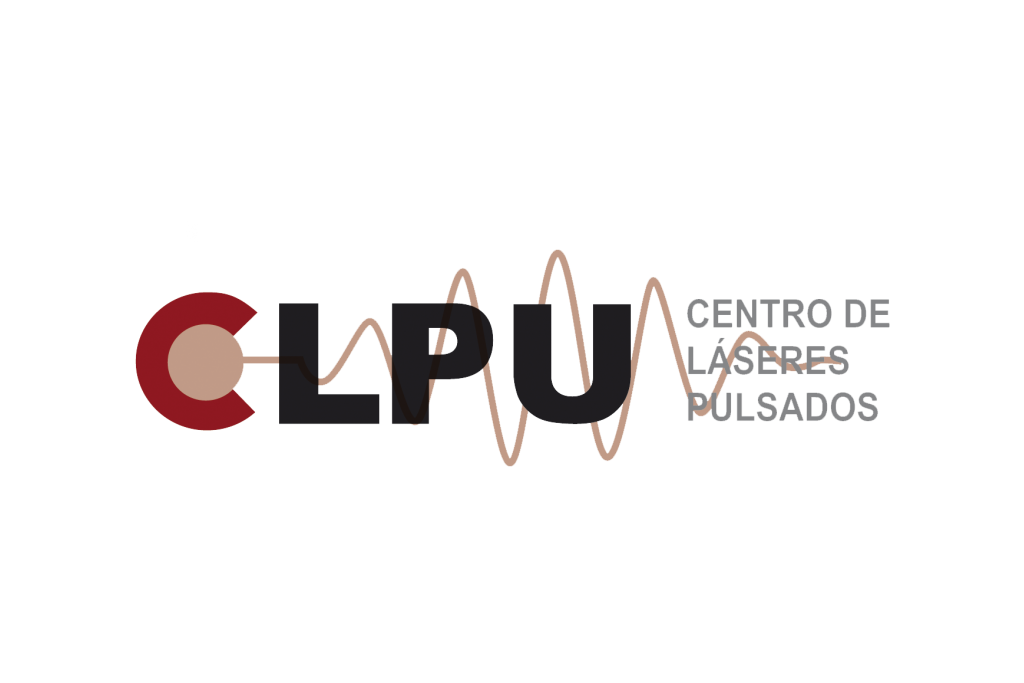 CLPU
CENTRO DE
LÁSERES
PULSADOS